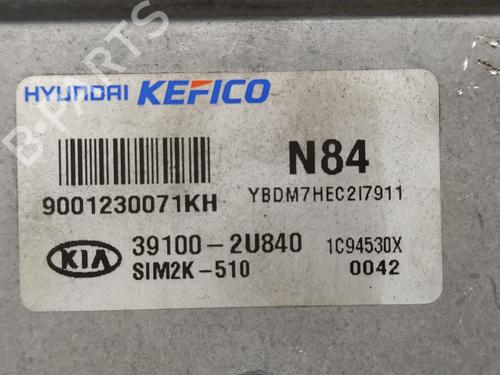 HYUNDAI KEFICO
N84
9001230071KH
YBDM7HEC2I7911
KIA
39100-2U840
1C94530X
SIM2K-510
0042
B-PARTS